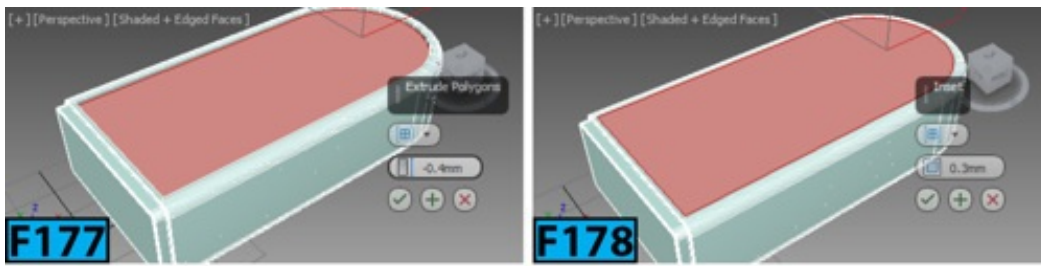 [+][Perspective][Shaded + Edged Faces]
Extrude Polygons
-0.4mm
F177
[+][Perspective][Shaded + Edged Faces]
Inset
0.3mm
F178